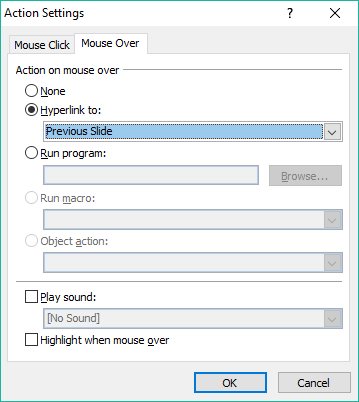 Action Settings
Mouse Click Mouse Over
Action on mouse over
None
Hyperlink to:
Previous Slide
Run program:
Browse...
Run macro:
Object action:
Play sound:
[No Sound]
Highlight when mouse over
OK Cancel